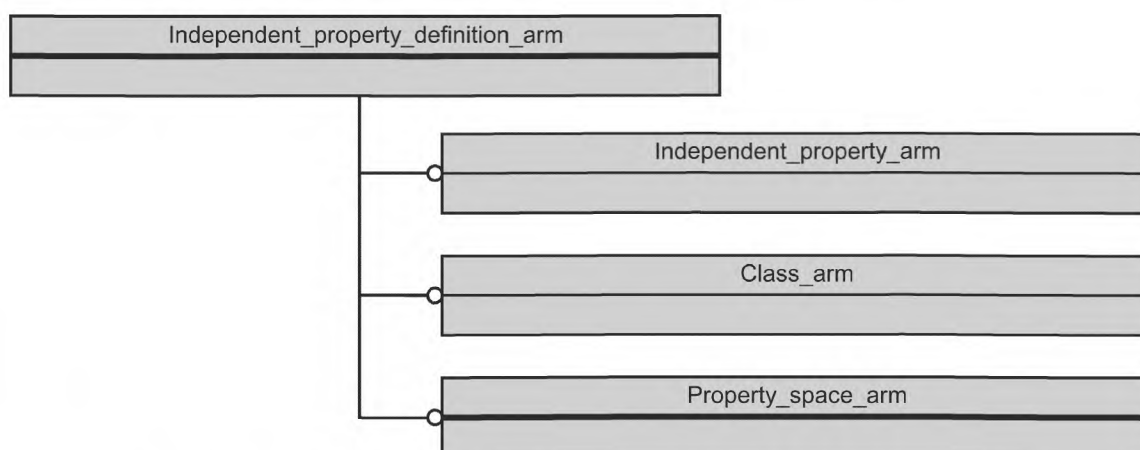 Independent_property_definition_arm
Independent_property_arm
Class_arm
Property_space_arm